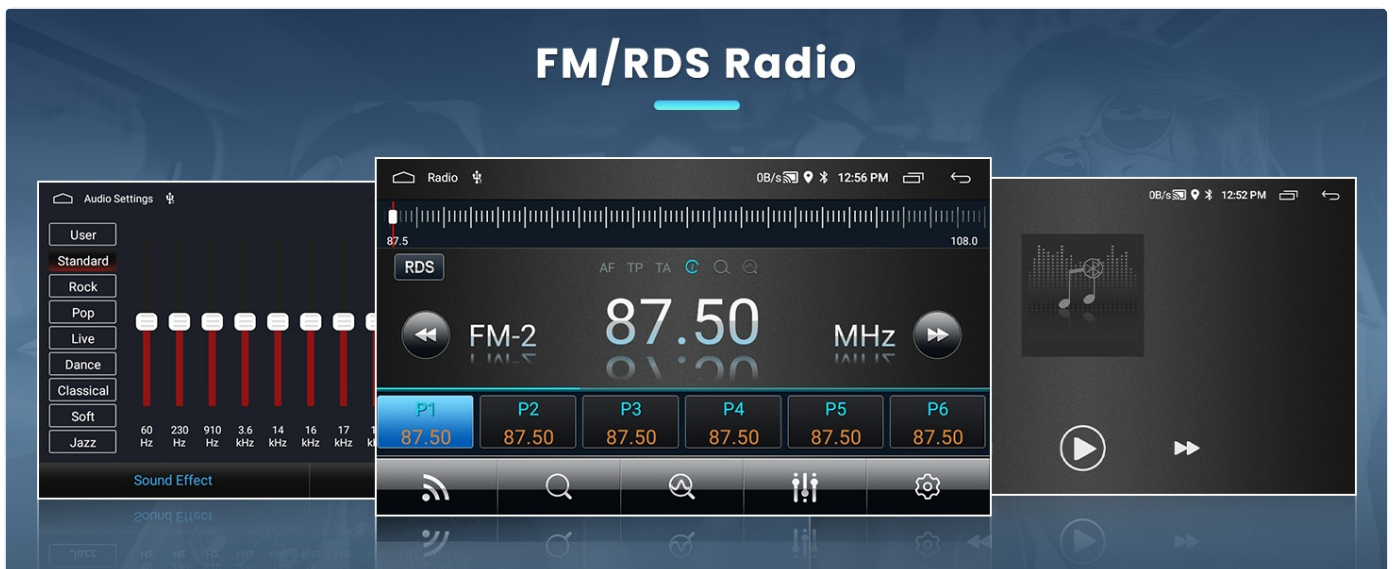 FM/RDS Radio
Audio Settings
User
Standard
Rock
Pop
Live
Dance
Classical
Soft
Jazz
60 Hz
230 Hz
910 Hz
3.6 kHz
14 kHz
16 kHz
17 kHz
Sound Effect
Radio
0B/s 12:56 PM
87.5 108.0
RDS AF TP TA
FM-2 87.50 MHz
P1 P2 P3 P4 P5 P6
87.50 87.50 87.50 87.50 87.50 87.50
0B/s 12:52 PM